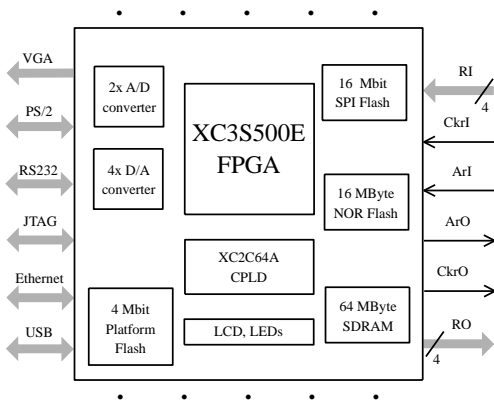 VGA
PS/2
RS232
JTAG
Ethernet
USB
2x A/D
converter
4x D/A
converter
4 Mbit
Platform
Flash
XC3S500E
FPGA
XC2C64A
CPLD
LCD, LEDs
16 Mbit
SPI Flash
16 MByte
NOR Flash
64 MByte
SDRAM
RI
4
CkrI
ArI
ArO
CkrO
RO
4